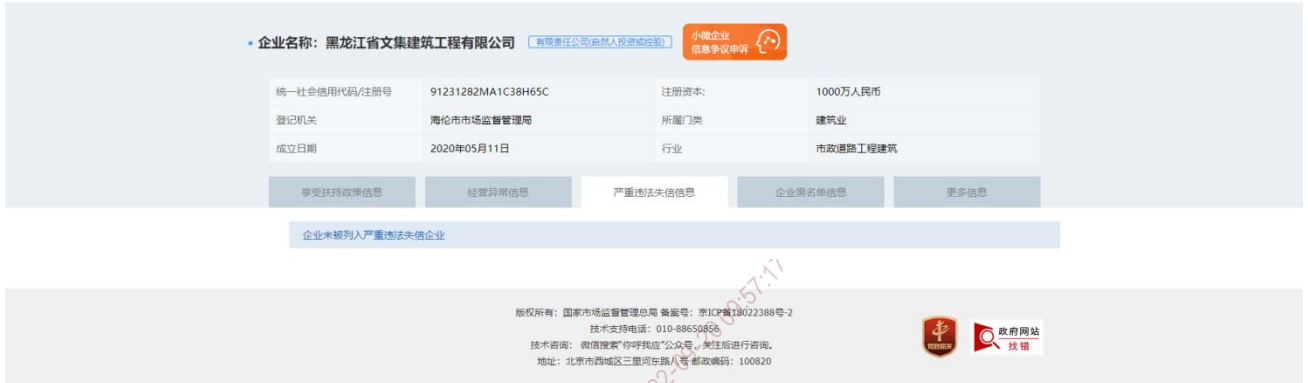 • 企业名称：黑龙江省文集建筑工程有限公司 有限责任公司(自然人投资或控股) 小微企业
信息争议申诉
统一社会信用代码/注册号 91231282MA1C38H65C 注册资本: 1000万人民币
登记机关 海伦市市场监督管理局 所属门类 建筑业
成立日期 2020年05月11日 行业 市政道路工程建筑
享受扶持政策信息 经营异常信息 严重违法失信信息 企业黑名单信息 更多信息
企业未被列入严重违法失信企业
版权所有：国家市场监督管理总局 备案号：京ICP备18022388号-2
技术支持电话：010-88650856
技术咨询：微信搜索“你呼我应”公众号，关注后进行咨询。
地址：北京市西城区三里河东路八号 邮政编码：100820
党政机关
政府网站
找错
02-09-20 09:57:17